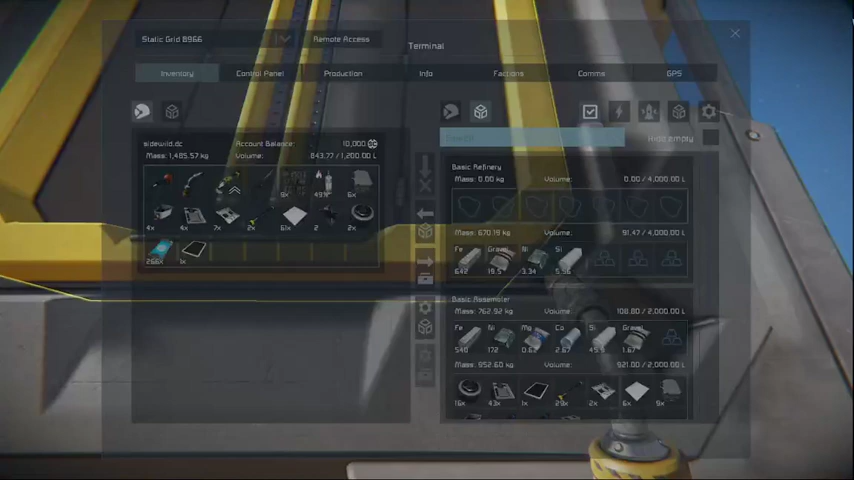 Static Grid 8966
Remote Access
Terminal
Inventory
Control Panel
Production
Info
Factions
Comms
GPS
sidewild.dc
Account Balance:
10,000
Mass: 1,485.57 kg
Volume:
843.77 / 1,200.00 L
9x
6x
4x
4x
7x
2x
61x
2
2x
266x
1x
Hide empty
Basic Refinery
Mass: 0.00 kg
Volume:
0.00 / 4,000.00 L
Mass: 670.19 kg
Volume:
91.47 / 4,000.00 L
Fe
Gravel
Ni
Si
642
19.5
3.34
5.56
Basic Assembler
Mass: 762.92 kg
Volume:
108.80 / 2,000.00 L
Fe
Ni
Mg
Co
Si
Gravel
540
172
0.62
2.67
45.9
1.67
Mass: 952.60 kg
Volume:
921.00 / 2,000.00 L
16x
43x
1x
29x
2x
6x
9x